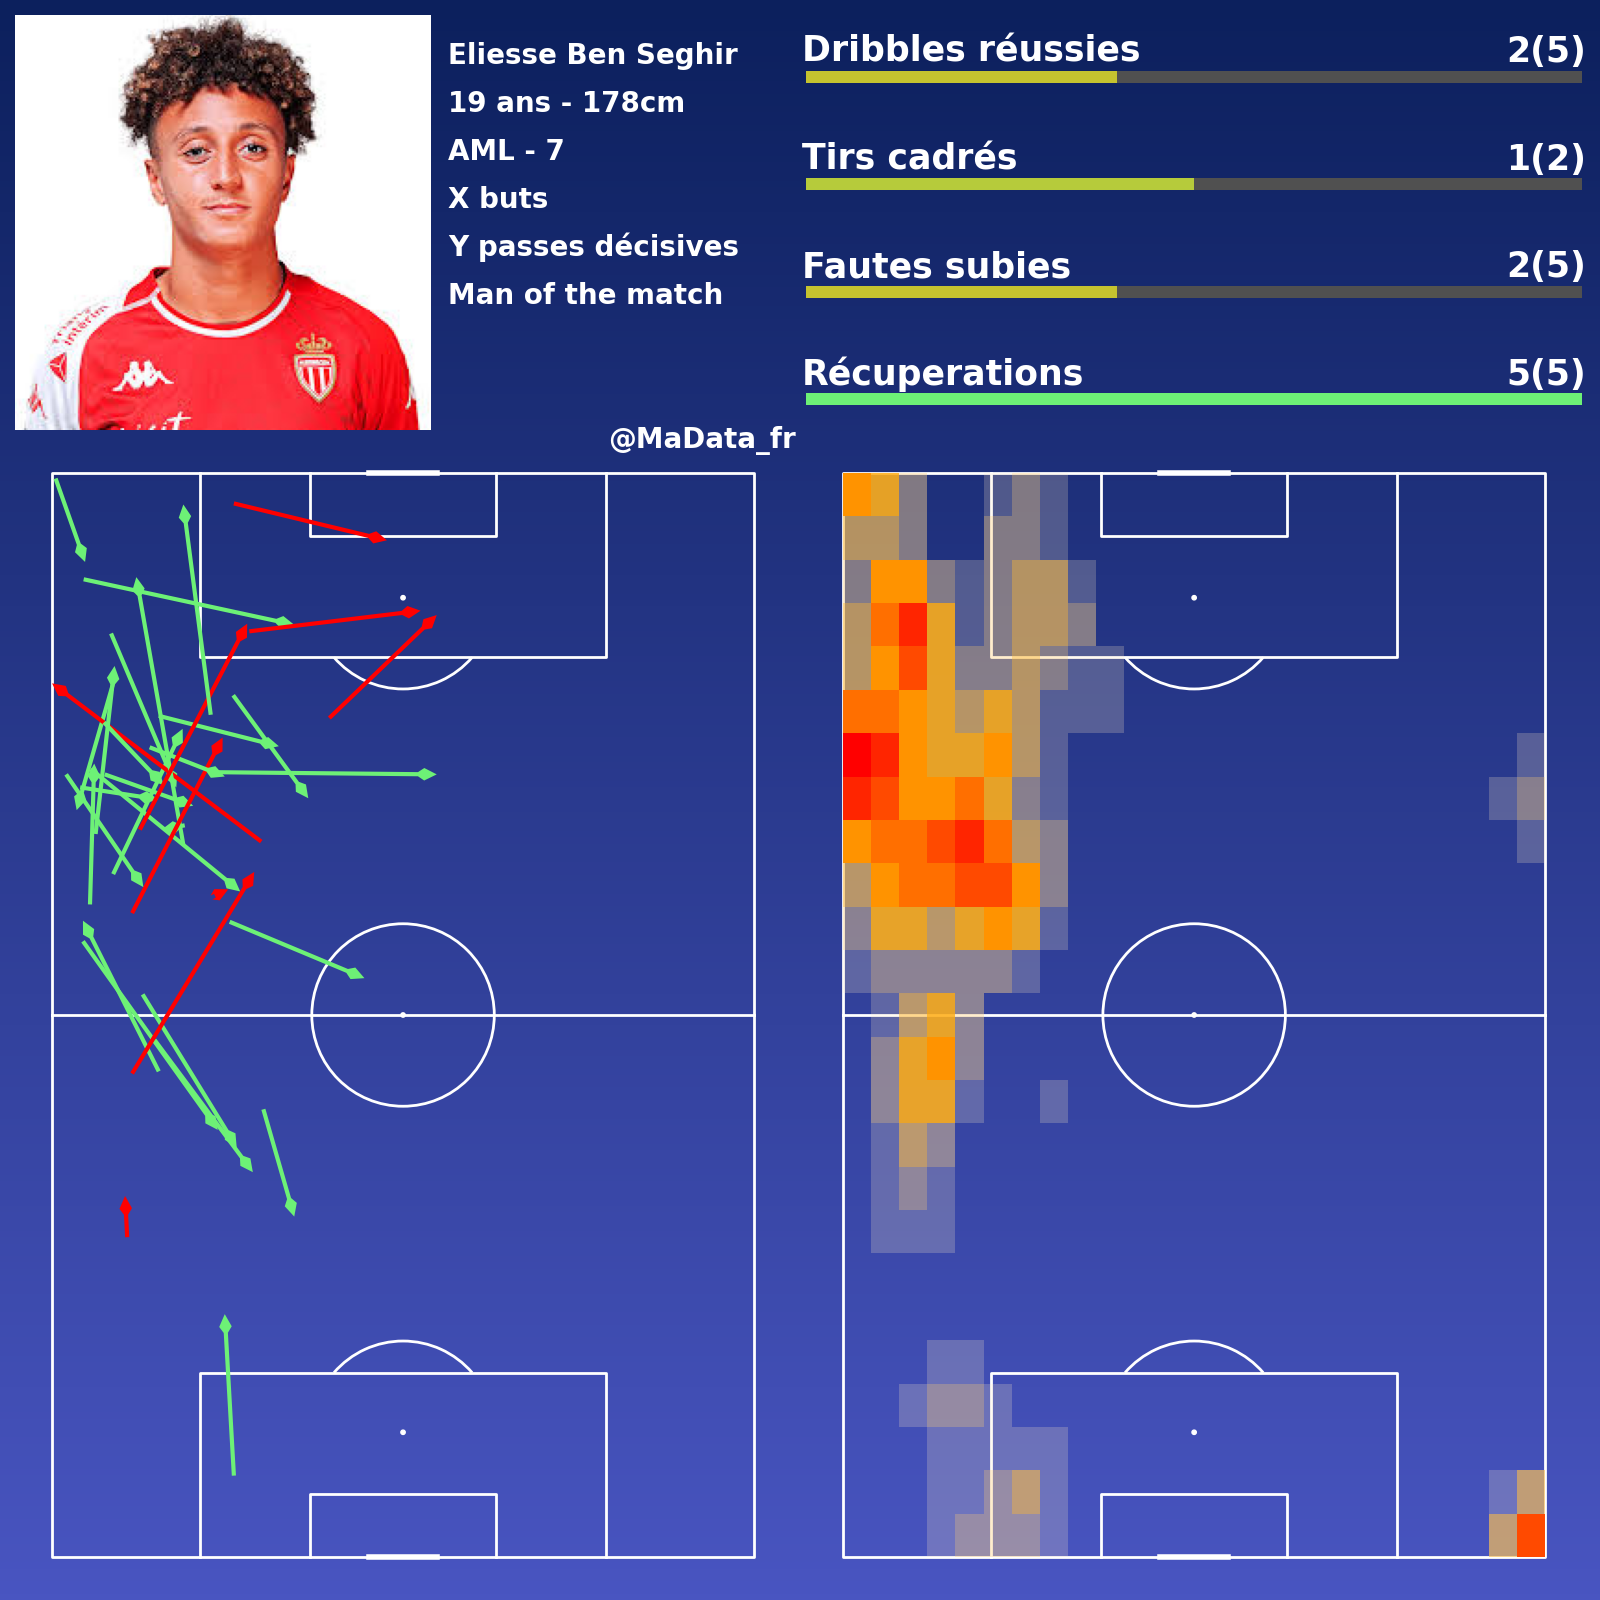 Eliesse Ben Seghir
19 ans - 178cm
AML - 7
X buts
Y passes décisives
Man of the match
Dribbles réussies 2(5)
Tirs cadrés 1(2)
Fautes subies 2(5)
Récuperations 5(5)
intérim
@MaData_fr